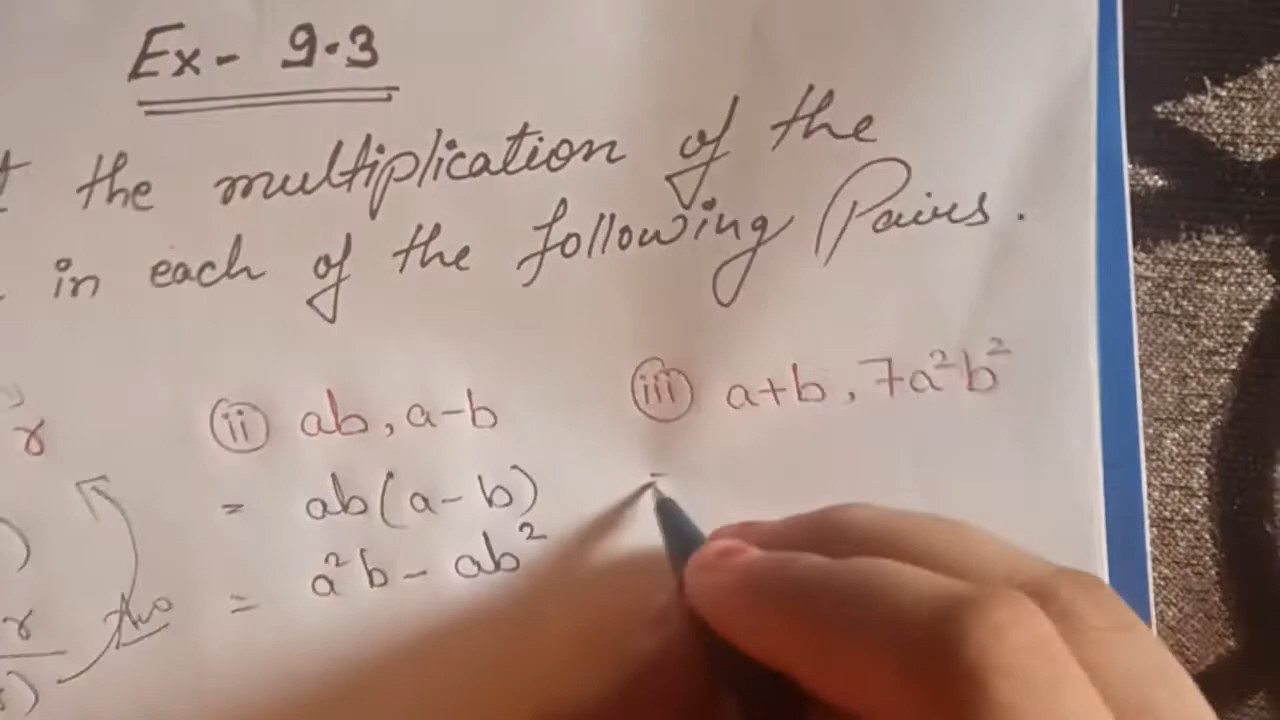 Ex- 9.3
the multiplication of the
in each of the following Pairs.
r
(ii) ab, a-b
(iii) a+b, 7a²b²
= ab(a-b)
= a²b - ab²
)
r
Ans
)